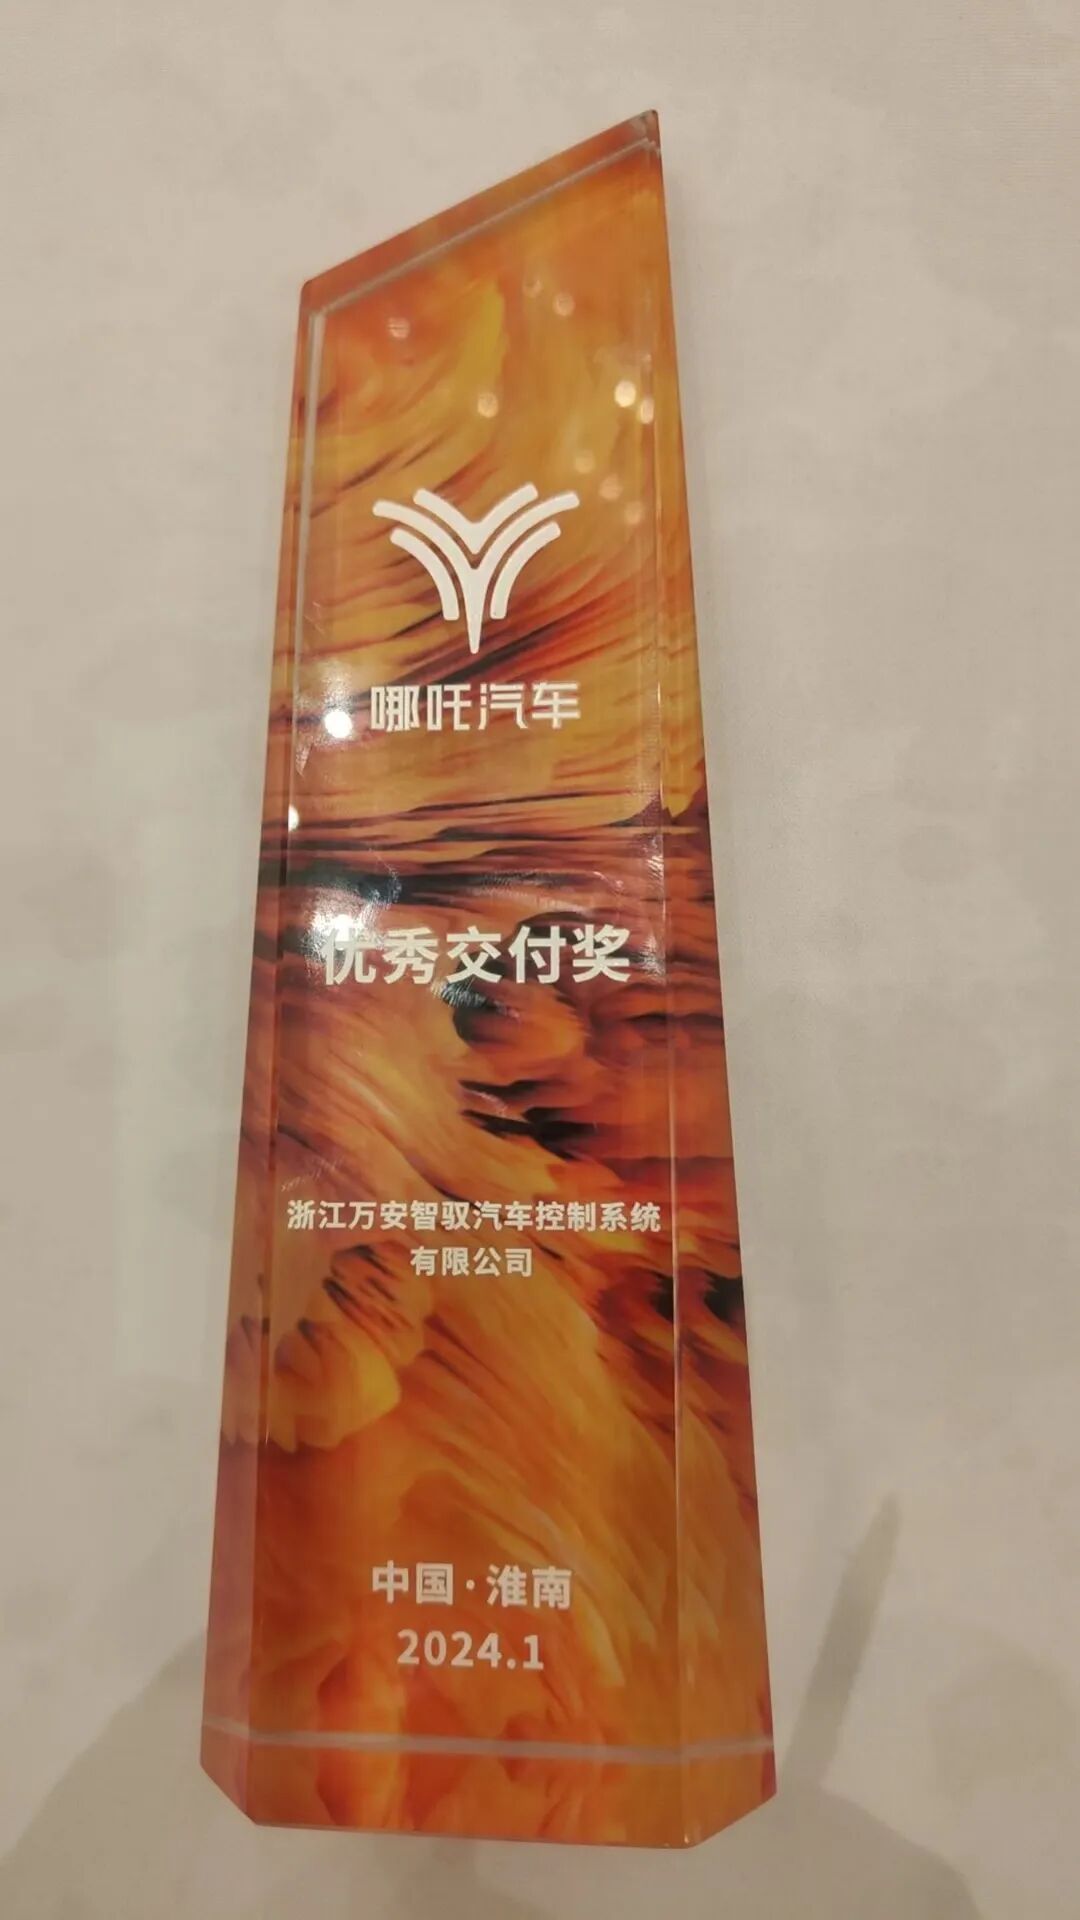 哪吒汽车
优秀交付奖
浙江万安智驭汽车控制系统
有限公司
中国·淮南
2024.1